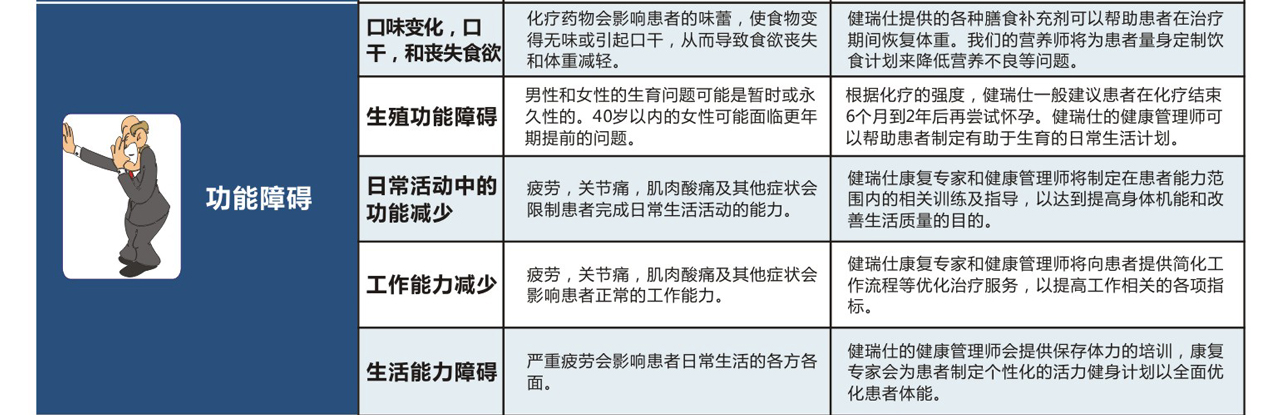 口味变化，口
干，和丧失食欲
化疗药物会影响患者的味蕾，使食物变
得无味或引起口干，从而导致食欲丧失
和体重减轻。
健瑞仕提供的各种膳食补充剂可以帮助患者在治疗
期间恢复体重。我们的营养师将为患者量身定制饮
食计划来降低营养不良等问题。
功能障碍
生殖功能障碍
男性和女性的生育问题可能是暂时或永
久性的。40岁以内的女性可能面临更年
期提前的问题。
根据化疗的强度，健瑞仕一般建议患者在化疗结束
6个月到2年后再尝试怀孕。健瑞仕的健康管理师可
以帮助患者制定有助于生育的日常生活计划。
日常活动中的
功能减少
疲劳，关节痛，肌肉酸痛及其他症状会
限制患者完成日常生活活动的能力。
健瑞仕康复专家和健康管理师将制定在患者能力范
围内的相关训练及指导，以达到提高身体机能和改
善生活质量的目的。
工作能力减少
疲劳，关节痛，肌肉酸痛及其他症状会
影响患者正常的工作能力。
健瑞仕康复专家和健康管理师将向患者提供简化工
作流程等优化治疗服务，以提高工作相关的各项指
标。
生活能力障碍
严重疲劳会影响患者日常生活的各方各
面。
健瑞仕的健康管理师会提供保存体力的培训，康复
专家会为患者制定个性化的活力健身计划以全面优
化患者体能。